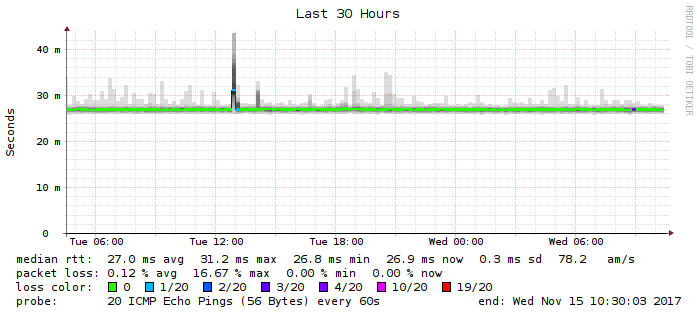 Last 30 Hours
RRDTOOL / TOBI OETIKER
Seconds
40 m
30 m
20 m
10 m
0
Tue 06:00 Tue 12:00 Tue 18:00 Wed 00:00 Wed 06:00
median rtt: 27.0 ms avg 31.2 ms max 26.8 ms min 26.9 ms now 0.3 ms sd 78.2 am/s
packet loss: 0.12 % avg 16.67 % max 0.00 % min 0.00 % now
loss color: 0 1/20 2/20 3/20 4/20 10/20 19/20
probe: 20 ICMP Echo Pings (56 Bytes) every 60s end: Wed Nov 15 10:30:03 2017